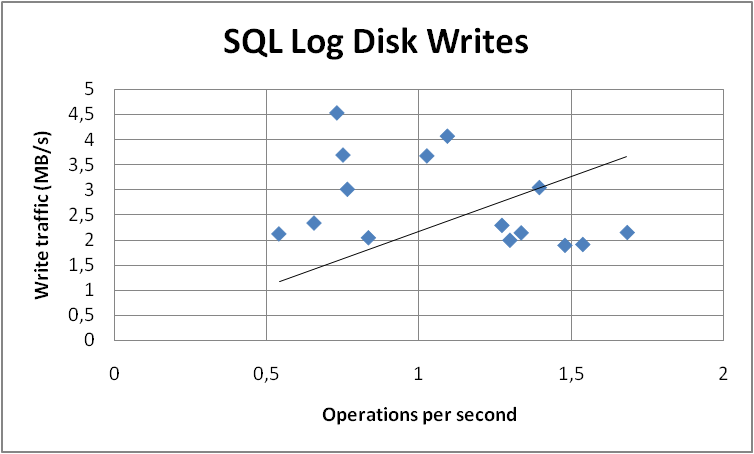 SQL Log Disk Writes
Write traffic (MB/s)
5
4,5
4
3,5
3
2,5
2
1,5
1
0,5
0
0 0,5 1 1,5 2
Operations per second